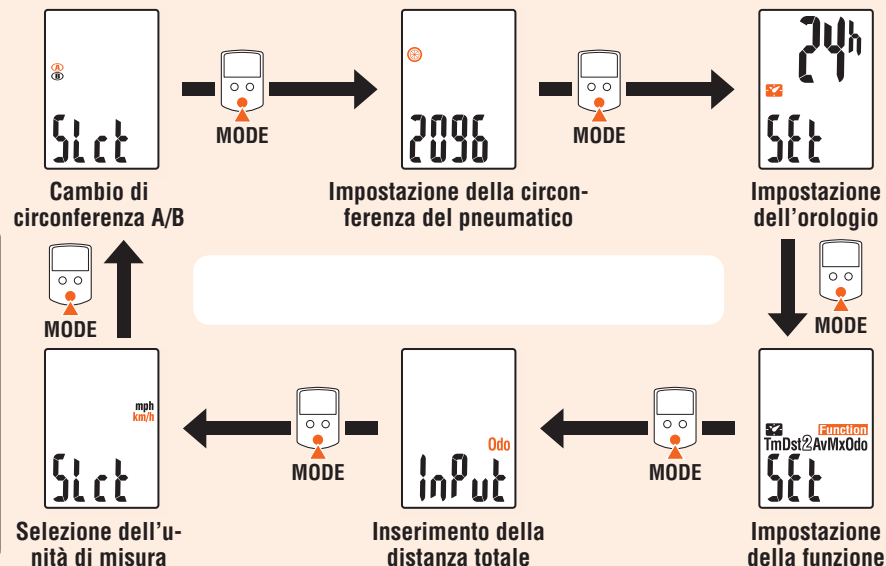 A
B
SLct
Cambio di
circonferenza A/B
MODE
2096
Impostazione della circon-
ferenza del pneumatico
MODE
24h
SEt
Impostazione
dell'orologio
MODE
MODE
mph
km/h
SLct
Selezione dell'u-
nità di misura
MODE
Odo
InPut
Inserimento della
distanza totale
MODE
Function
TmDst2AvMxOdo
SEt
Impostazione
della funzione